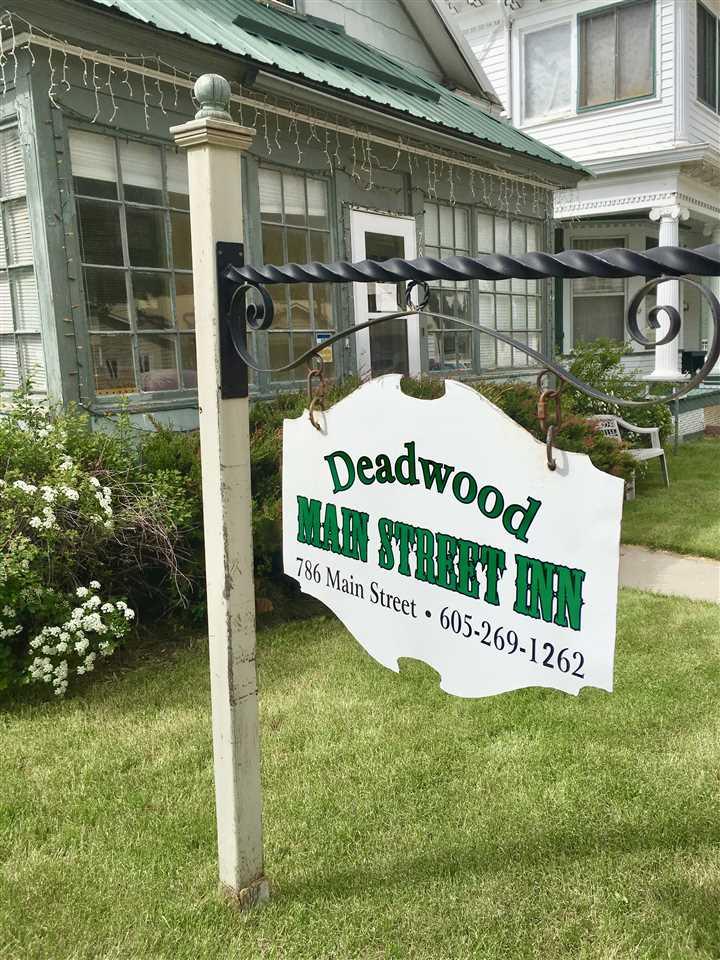 Deadwood
MAIN STREET INN
786 Main Street • 605-269-1262